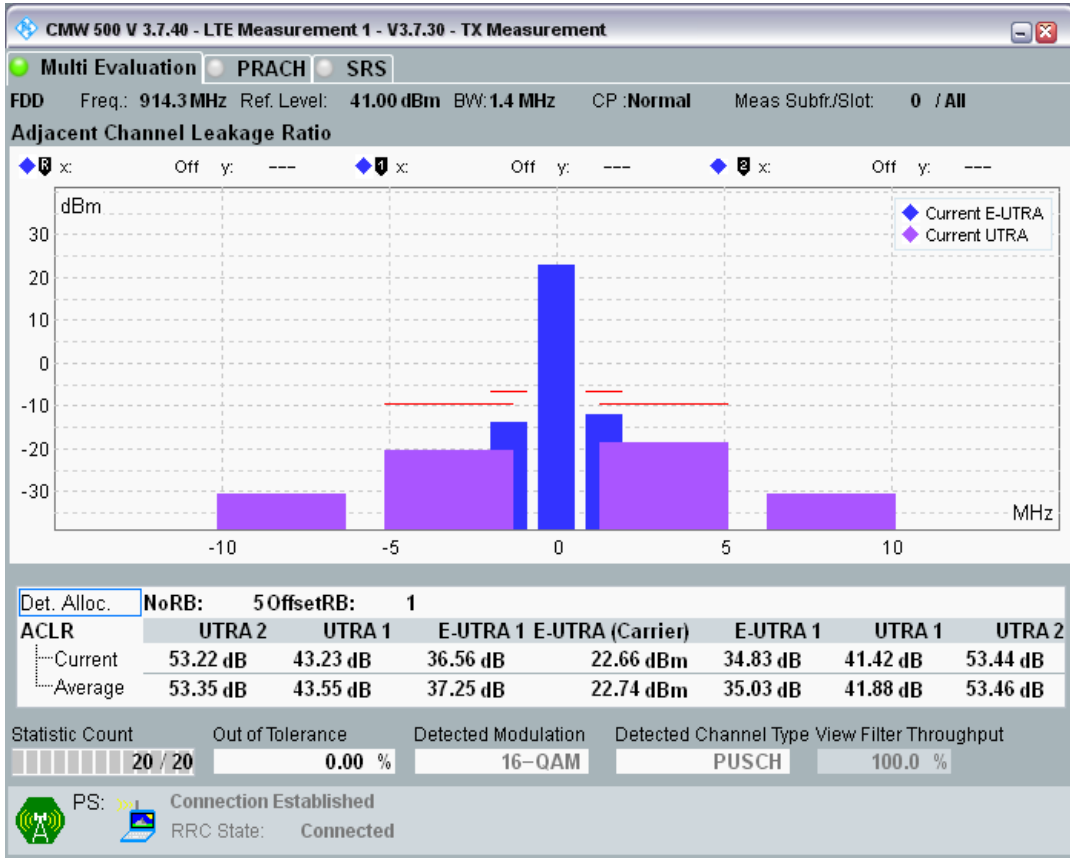 CMW 500 V 3.7.40 - LTE Measurement 1 - V3.7.30 - TX Measurement
Multi Evaluation PRACH SRS
FDD Freq.: 914.3 MHz Ref. Level: 41.00 dBm BW: 1.4 MHz CP :Normal Meas Subfr./Slot: 0 / All
Adjacent Channel Leakage Ratio
R x: Off y: --- 1 x: Off y: --- 2 x: Off y: ---
dBm
Current E-UTRA
Current UTRA
30
20
10
0
-10
-20
-30
MHz
-10 -5 0 5 10
Det. Alloc. NoRB: 5 OffsetRB: 1
ACLR UTRA 2 UTRA 1 E-UTRA 1 E-UTRA (Carrier) E-UTRA 1 UTRA 1 UTRA 2
Current 53.22 dB 43.23 dB 36.56 dB 22.66 dBm 34.83 dB 41.42 dB 53.44 dB
Average 53.35 dB 43.55 dB 37.25 dB 22.74 dBm 35.03 dB 41.88 dB 53.46 dB
Statistic Count Out of Tolerance Detected Modulation Detected Channel Type View Filter Throughput
20 / 20 0.00 % 16-QAM PUSCH 100.0 %
PS: Connection Established
RRC State: Connected